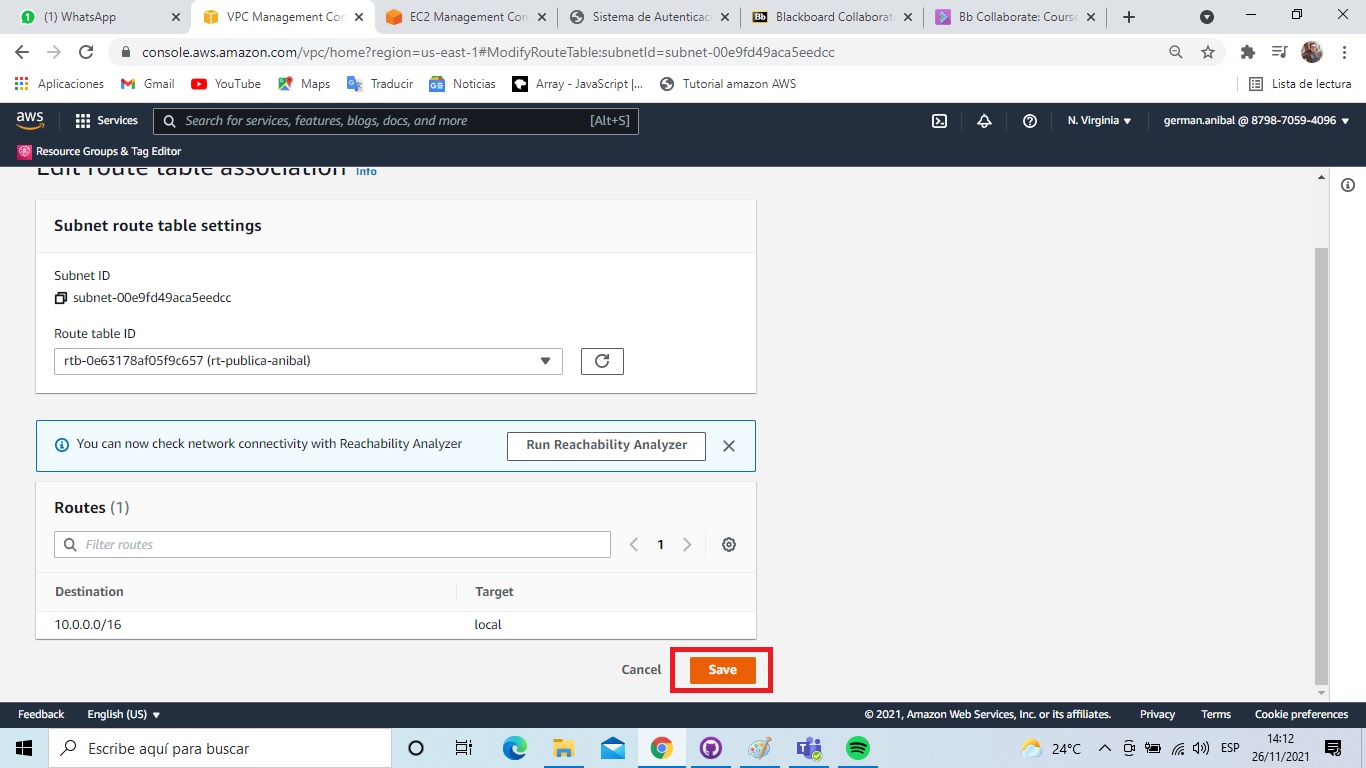 (1) WhatsApp
VPC Management Con
EC2 Management Con
Sistema de Autenticac
Bb
Blackboard Collaborat
Bb Collaborate: Course
console.aws.amazon.com/vpc/home?region=us-east-1#ModifyRouteTable:subnetId=subnet-00e9fd49aca5eedcc
Aplicaciones
Gmail
YouTube
Maps
Traducir
Noticias
Array - JavaScript |...
Tutorial amazon AWS
Lista de lectura
aws
Services
Search for services, features, blogs, docs, and more
[Alt+S]
N. Virginia
german.anibal @ 8798-7059-4096
Resource Groups & Tag Editor
Edit route table association
Info
Subnet route table settings
Subnet ID
subnet-00e9fd49aca5eedcc
Route table ID
rtb-0e63178af05f9c657 (rt-publica-anibal)
You can now check network connectivity with Reachability Analyzer
Run Reachability Analyzer
Routes (1)
Filter routes
1
Destination
Target
10.0.0.0/16
local
Cancel
Save
Feedback
English (US)
© 2021, Amazon Web Services, Inc. or its affiliates.
Privacy
Terms
Cookie preferences
Escribe aquí para buscar
24°C
ESP
14:12
26/11/2021